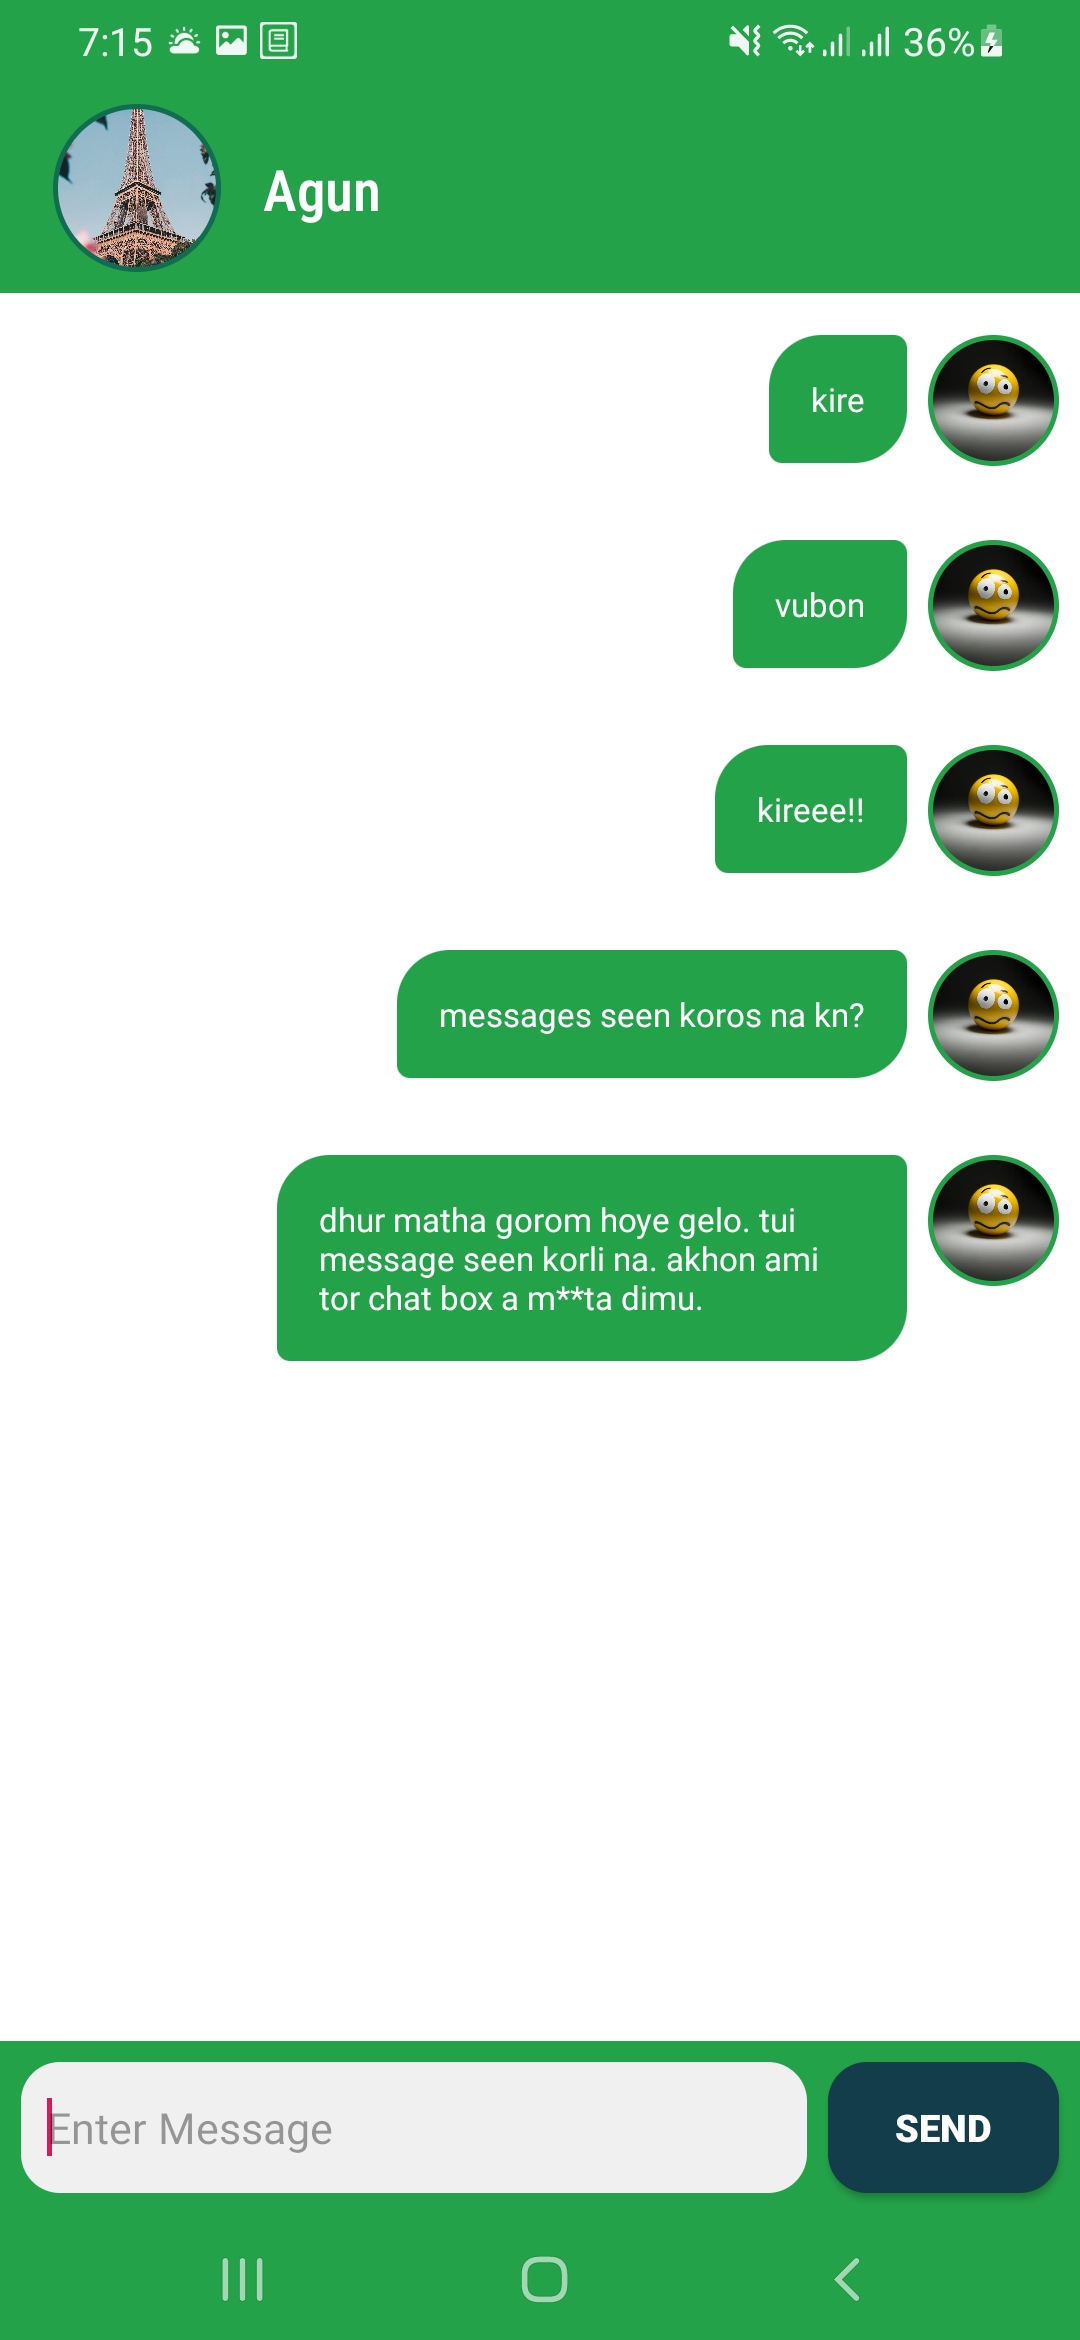 7:15 36%
Agun
kire
vubon
kireee!!
messages seen koros na kn?
dhur matha gorom hoye gelo. tui
message seen korli na. akhon ami
tor chat box a m**ta dimu.
Enter Message
SEND